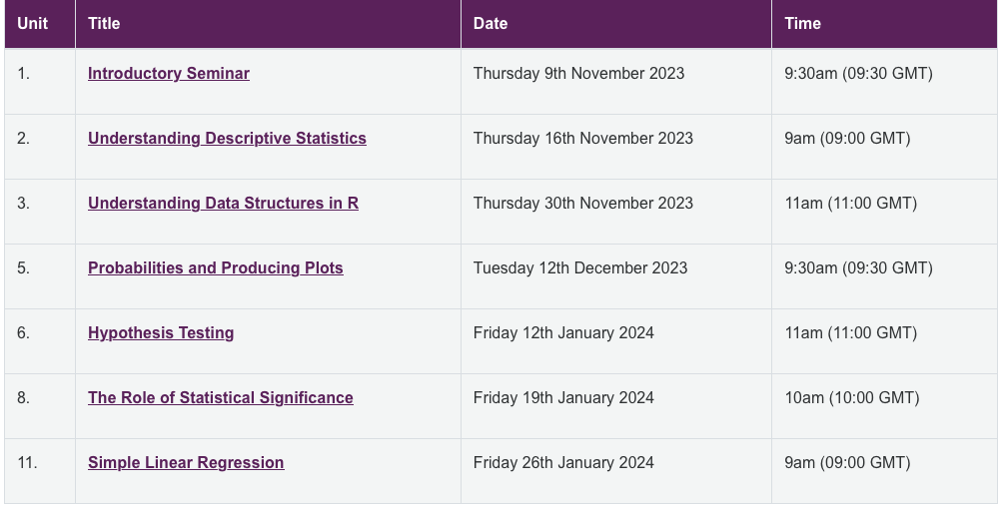 Unit Title Date Time
1. Introductory Seminar Thursday 9th November 2023 9:30am (09:30 GMT)
2. Understanding Descriptive Statistics Thursday 16th November 2023 9am (09:00 GMT)
3. Understanding Data Structures in R Thursday 30th November 2023 11am (11:00 GMT)
5. Probabilities and Producing Plots Tuesday 12th December 2023 9:30am (09:30 GMT)
6. Hypothesis Testing Friday 12th January 2024 11am (11:00 GMT)
8. The Role of Statistical Significance Friday 19th January 2024 10am (10:00 GMT)
11. Simple Linear Regression Friday 26th January 2024 9am (09:00 GMT)